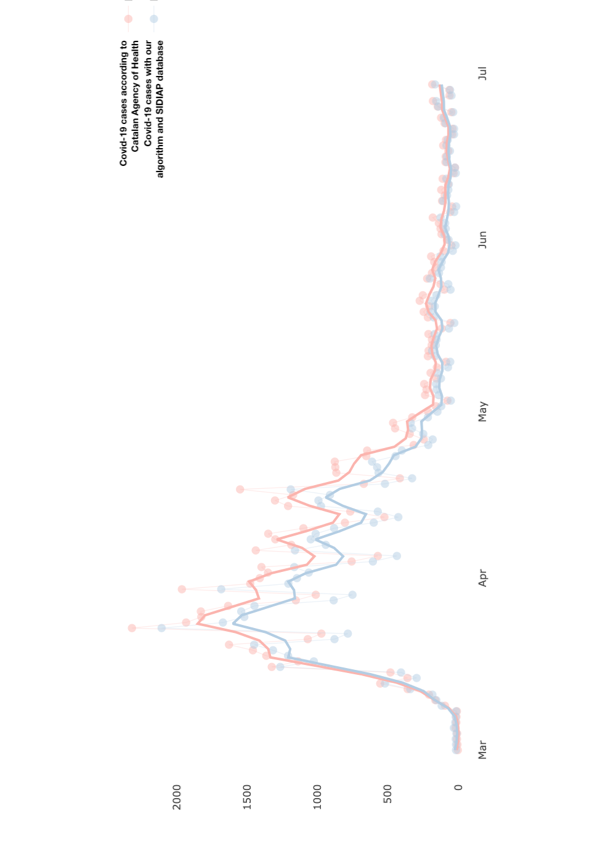 Covid-19 cases according to
Catalan Agency of Health
Covid-19 cases with our
algorithm and SIDIAP database
2000
1500
1000
500
0
Mar
Apr
May
Jun
Jul